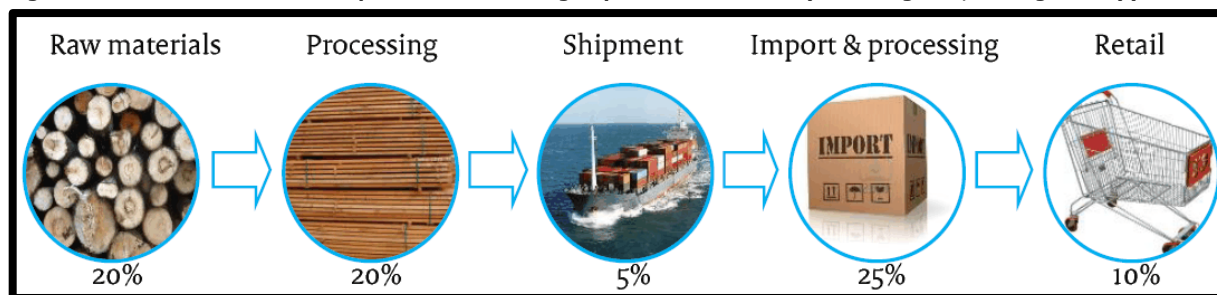 Raw materials
Processing
Shipment
Import & processing
Retail
IMPORT
20%
20%
5%
25%
10%